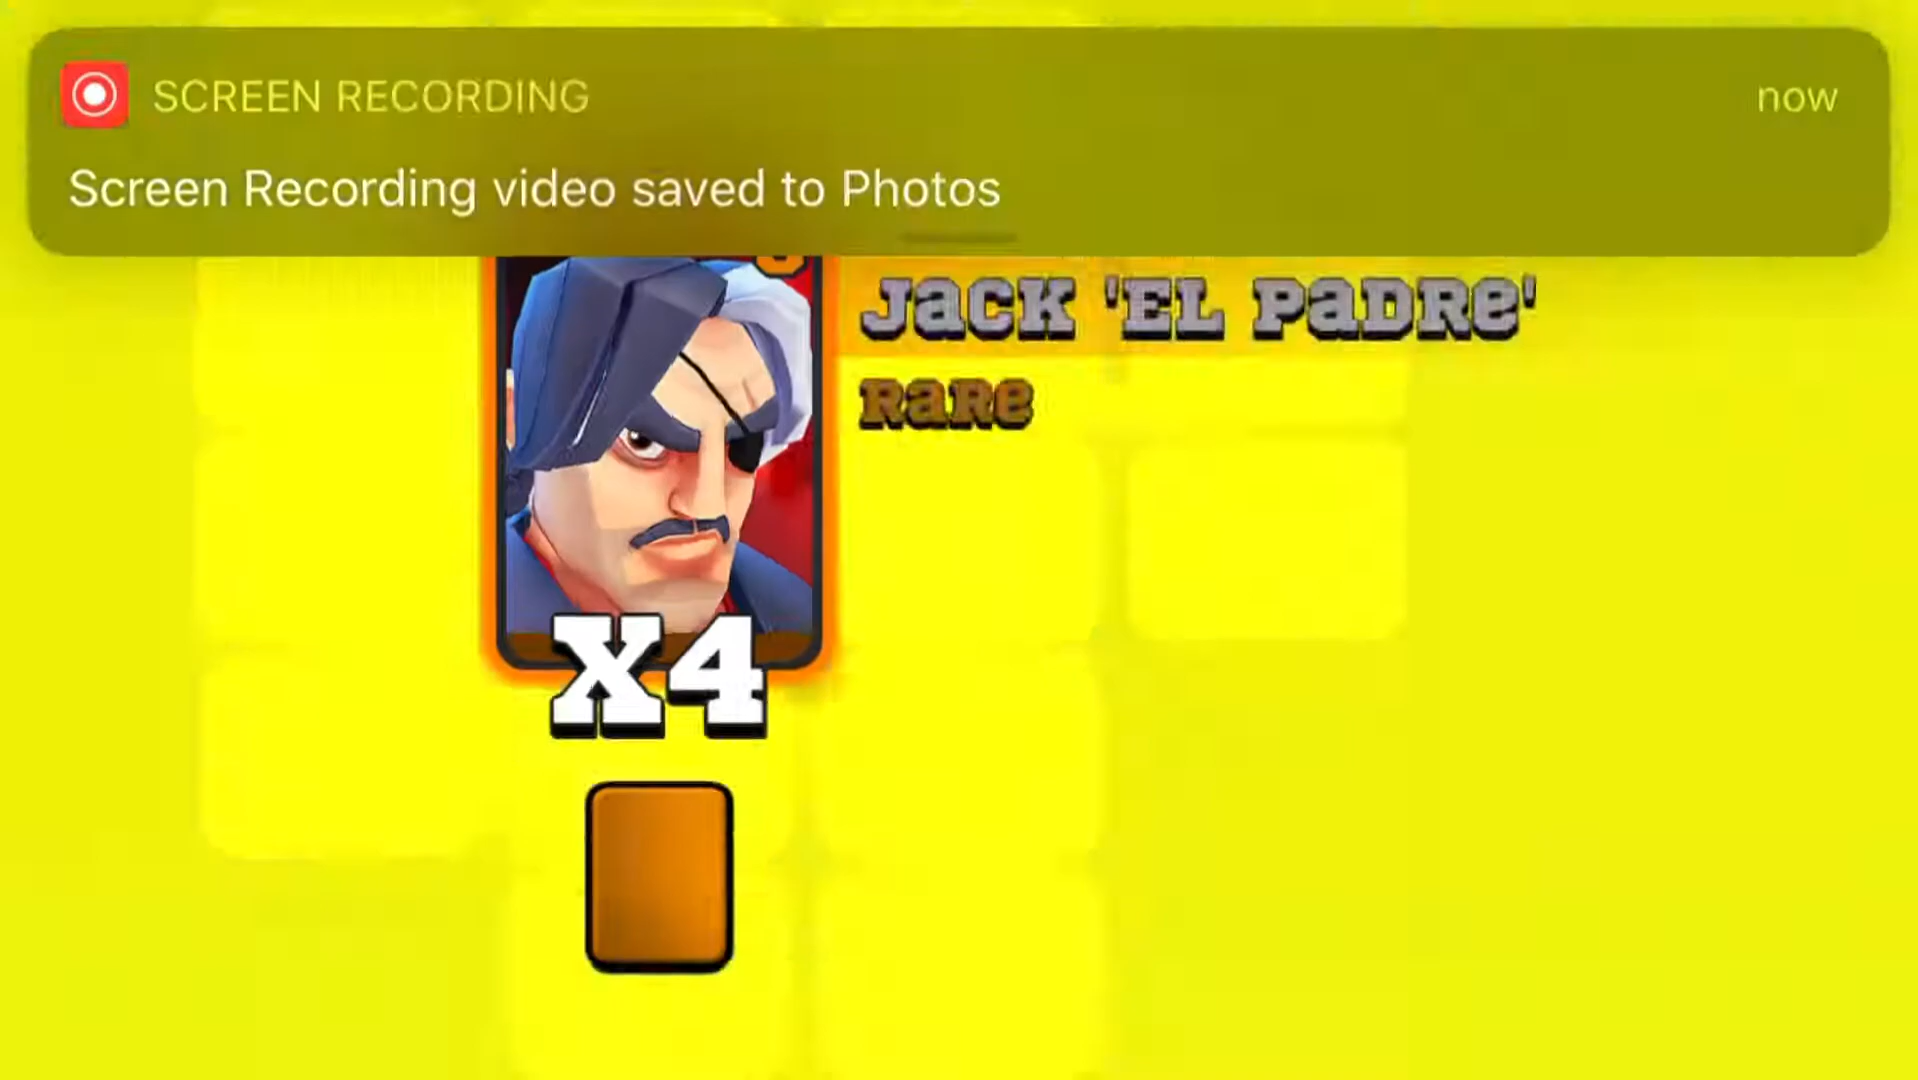 SCREEN RECORDING
now
Screen Recording video saved to Photos
JaCK 'EL PaDRe'
RaRe
X4